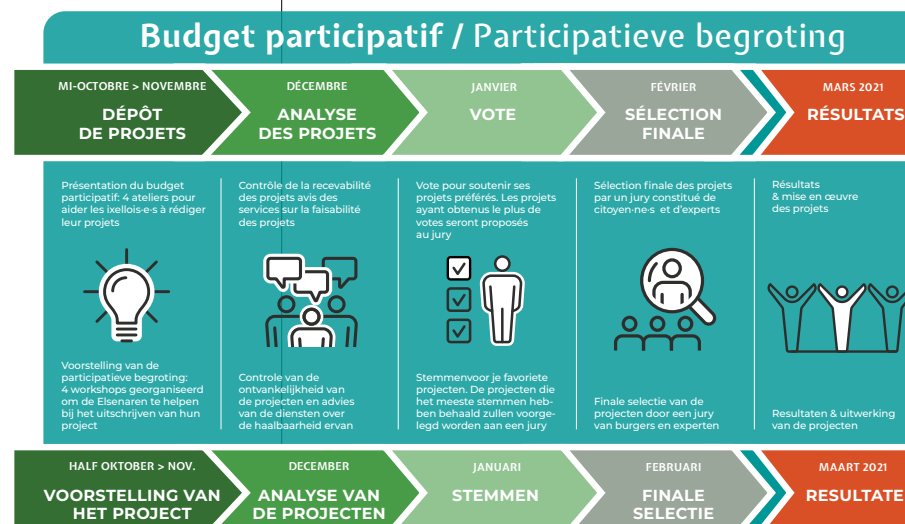 Budget participatif / Participatieve begroting
MI-OCTOBRE > NOVEMBRE
DÉPÔT
DE PROJETS
DÉCEMBRE
ANALYSE
DES PROJETS
JANVIER
VOTE
FÉVRIER
SÉLECTION
FINALE
MARS 2021
RÉSULTATS
Présentation du budget
participatif: 4 ateliers pour
aider les ixellois·e·s à rédiger
leur projets
Contrôle de la recevabilité
des projets avis des
services sur la faisabilité
des projets
Vote pour soutenir ses
projets préférés. Les projets
ayant obtenus le plus de
votes seront proposés
au jury
Sélection finale des projets
par un jury constitué de
citoyen·ne·s et d'experts
Résultats
& mise en œuvre
des projets
Voorstelling van de
participatieve begroting:
4 workshops georganiseerd
om de Elsenaren te helpen
bij het uitschrijven van hun
project
Controle van de
ontvankelijkheid van
de projecten en advies
van de diensten over
de haalbaarheid ervan
Stemmenvoor je favoriete
projecten. De projecten die
het meeste stemmen heb-
ben behaald zullen voorge-
legd worden aan een jury
Finale selectie van de
projecten door een jury
van burgers en experten
Resultaten & uitwerking
van de projecten
HALF OKTOBER > NOV.
VOORSTELLING VAN
HET PROJECT
DECEMBER
ANALYSE VAN
DE PROJECTEN
JANUARI
STEMMEN
FEBRUARI
FINALE
SELECTIE
MAART 2021
RESULTATE